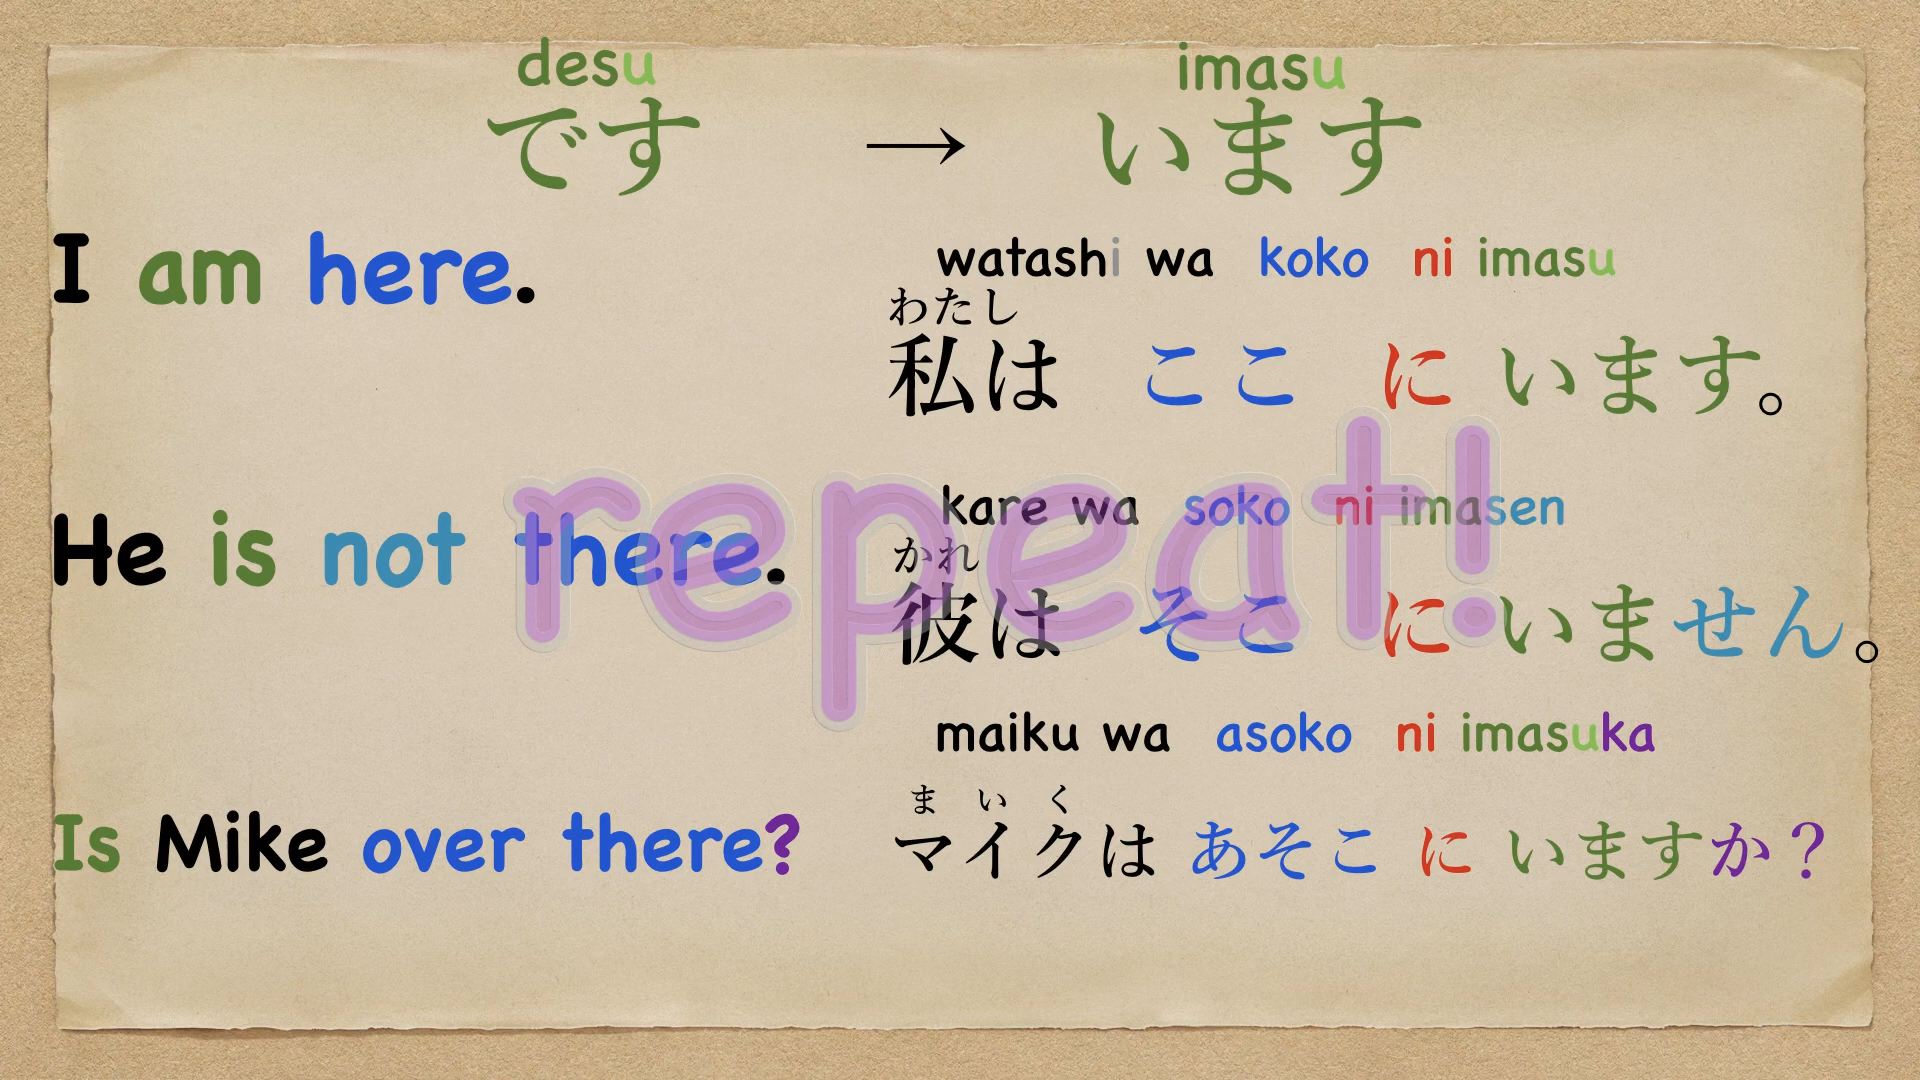 desu → imasu
です → います
I am here.
watashi wa koko ni imasu
わたし
私は ここ に います。
repeat!
He is not there.
kare wa soko ni imasen
かれ
彼は そこ に いません。
Is Mike over there?
maiku wa asoko ni imasuka
まいく
マイクは あそこ に いますか？